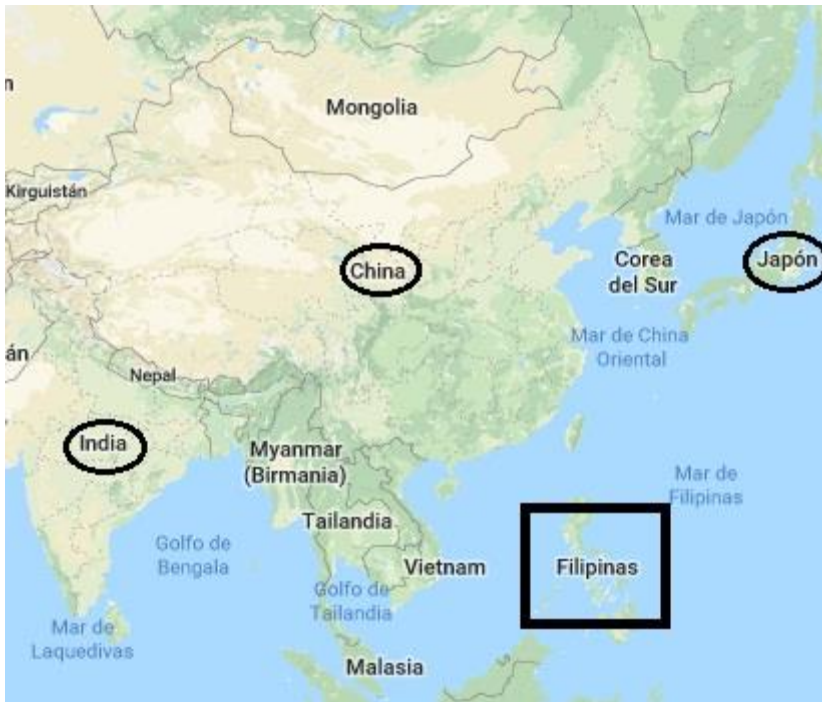 n
Mongolia
Kirguistán
Mar de Japón
China
Corea
del Sur
Japón
Mar de China
Oriental
án
Nepal
India
Myanmar
(Birmania)
Mar de
Filipinas
Tailandia
Golfo de
Bengala
Vietnam
Filipinas
Golfo de
Tailandia
Mar de
Laquedivas
Malasia